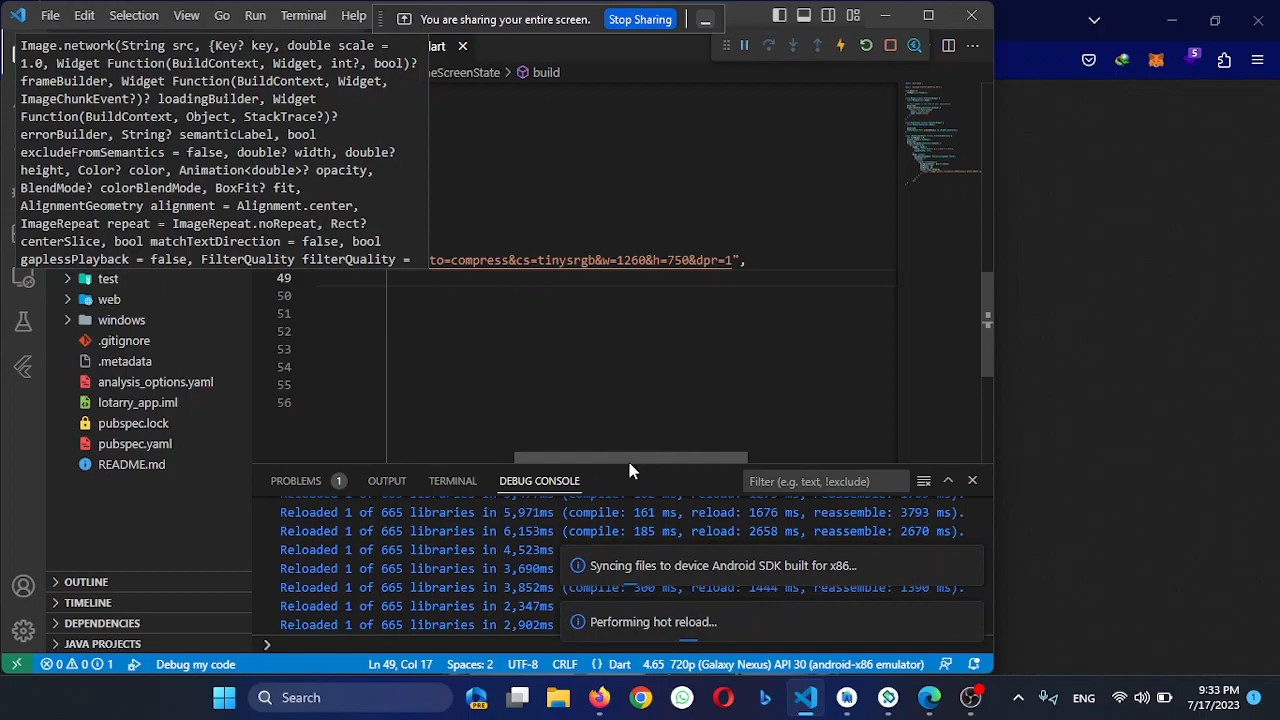 File Edit Selection View Go Run Terminal Help
You are sharing your entire screen. Stop Sharing
Image.network(String src, {Key? key, double scale =
1.0, Widget Function(BuildContext, Widget, int?, bool)?
frameBuilder, Widget Function(BuildContext, Widget,
ImageChunkEvent?)? loadingBuilder, Widget
Function(BuildContext, Object, StackTrace?)?
errorBuilder, String? semanticLabel, bool
excludeFromSemantics = false, double? width, double?
height, Color? color, Animation<double>? opacity,
BlendMode? colorBlendMode, BoxFit? fit,
AlignmentGeometry alignment = Alignment.center,
ImageRepeat repeat = ImageRepeat.noRepeat, Rect?
centerSlice, bool matchTextDirection = false, bool
gaplessPlayback = false, FilterQuality filterQuality =
art
meScreenState > build
to=compress&cs=tinysrgb&w=1260&h=750&dpr=1",
49
50
51
52
53
54
55
56
test
web
windows
.gitignore
.metadata
analysis_options.yaml
lotarry_app.iml
pubspec.lock
pubspec.yaml
README.md
OUTLINE
TIMELINE
DEPENDENCIES
JAVA PROJECTS
PROBLEMS 1 OUTPUT TERMINAL DEBUG CONSOLE Filter (e.g. text, !exclude)
Reloaded 1 of 665 libraries in 5,971ms (compile: 161 ms, reload: 1676 ms, reassemble: 3793 ms).
Reloaded 1 of 665 libraries in 6,153ms (compile: 185 ms, reload: 2658 ms, reassemble: 2670 ms).
Reloaded 1 of 665 libraries in 4,523ms
Reloaded 1 of 665 libraries in 3,690ms
Reloaded 1 of 665 libraries in 3,852ms (compile: 300 ms, reload: 1444 ms, reassemble: 1390 ms).
Reloaded 1 of 665 libraries in 2,347ms
Reloaded 1 of 665 libraries in 2,902ms
Syncing files to device Android SDK built for x86...
Performing hot reload...
0 0 1 Debug my code Ln 49, Col 17 Spaces: 2 UTF-8 CRLF {} Dart 4.65 720p (Galaxy Nexus) API 30 (android-x86 emulator)
Search PRE ENG 9:33 PM
7/17/2023 1
5